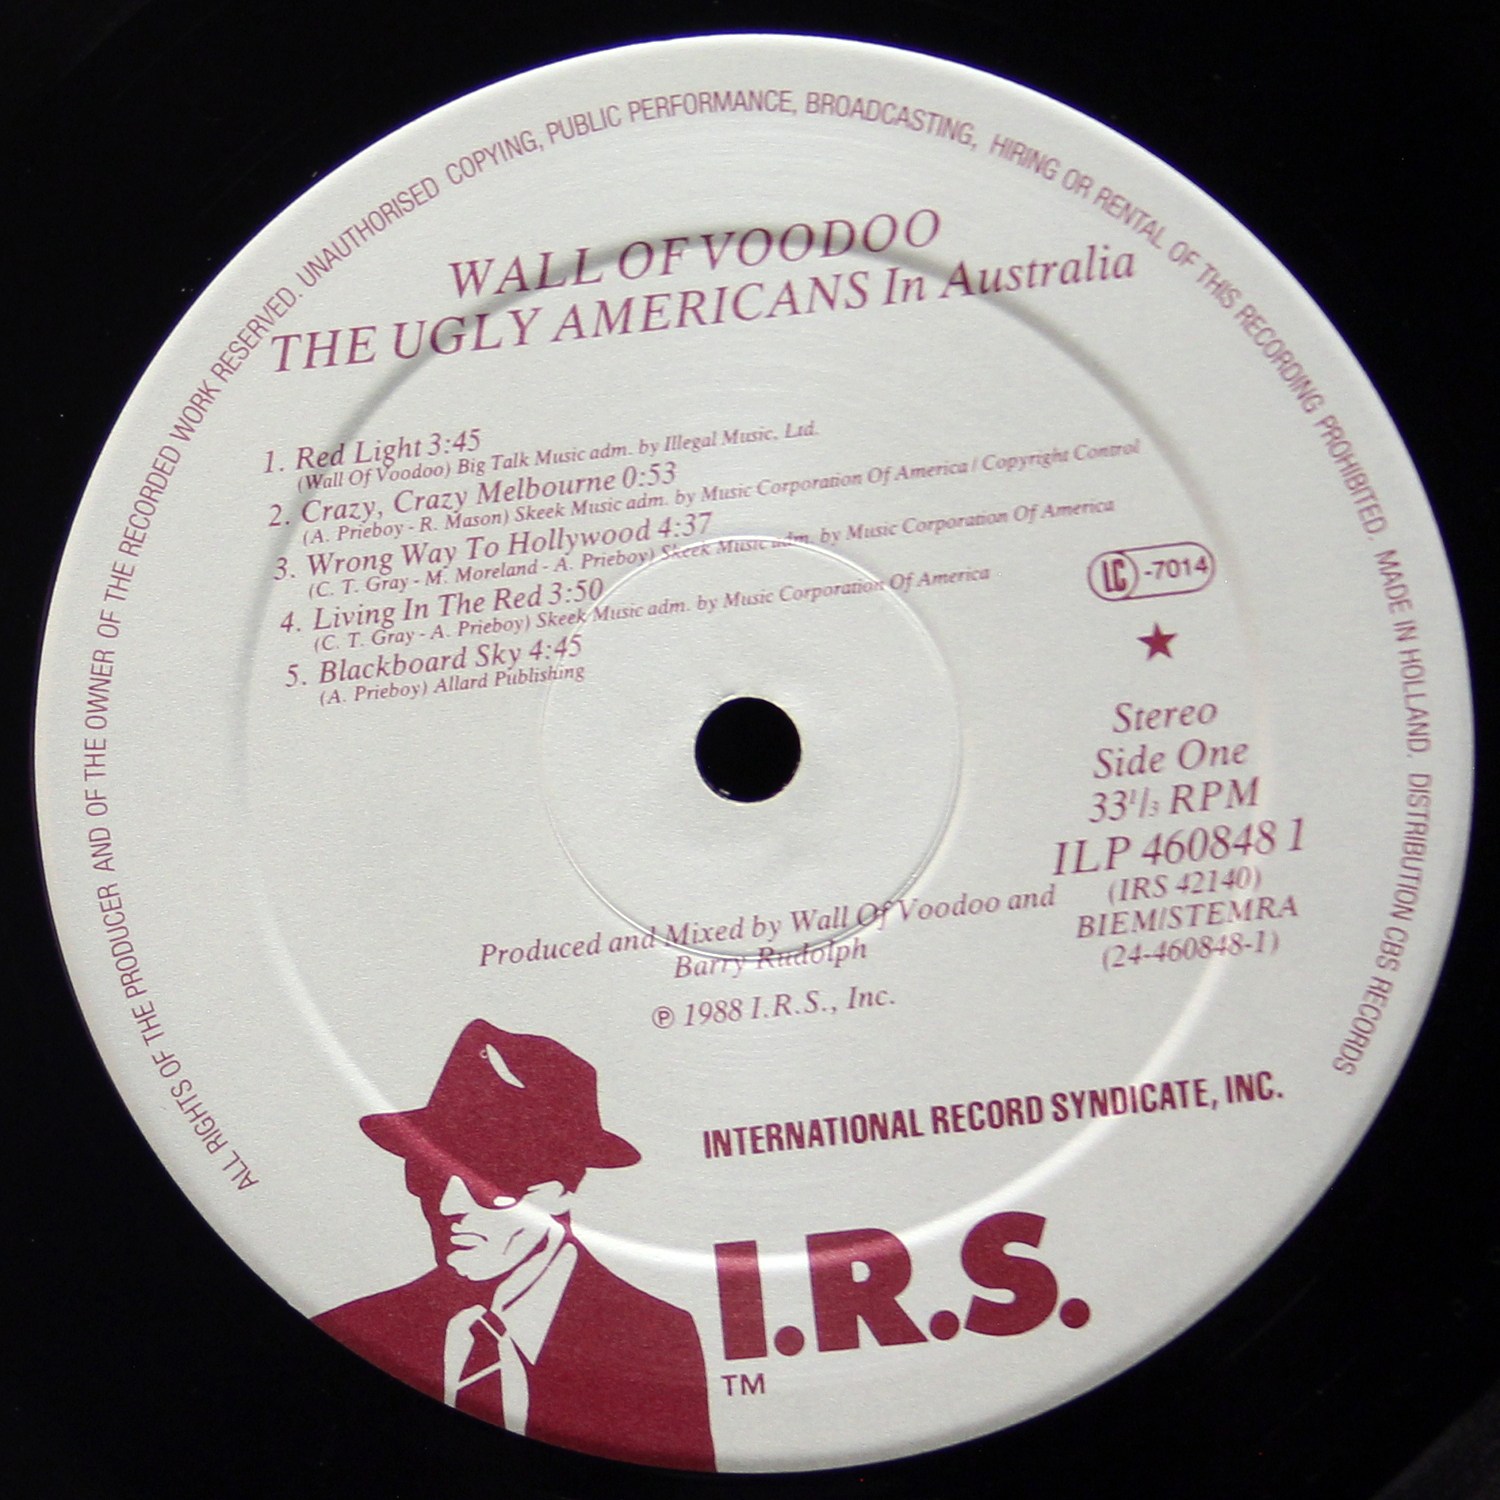 ALL RIGHTS OF THE PRODUCER AND OF THE OWNER OF THE RECORDED WORK RESERVED. UNAUTHORISED COPYING, PUBLIC PERFORMANCE, BROADCASTING, HIRING OR RENTAL OF THIS RECORDING PROHIBITED. MADE IN HOLLAND. DISTRIBUTION CBS RECORDS
WALL OF VOODOO
THE UGLY AMERICANS In Australia
1. Red Light 3:45
(Wall Of Voodoo) Big Talk Music adm. by Illegal Music, Ltd.
2. Crazy, Crazy Melbourne 0:53
(A. Prieboy - R. Mason) Skeek Music adm. by Music Corporation Of America / Copyright Control
3. Wrong Way To Hollywood 4:37
(C. T. Gray - M. Moreland - A. Prieboy) Skeek Music adm. by Music Corporation Of America
4. Living In The Red 3:50
(C. T. Gray - A. Prieboy) Skeek Music adm. by Music Corporation Of America
5. Blackboard Sky 4:45
(A. Prieboy) Allard Publishing
LC -7014
Stereo
Side One
33 1/3 RPM
ILP 460848 1
(IRS 42140)
BIEM/STEMRA
(24-460848-1)
Produced and Mixed by Wall Of Voodoo and
Barry Rudolph
℗ 1988 I.R.S., Inc.
INTERNATIONAL RECORD SYNDICATE, INC.
I.R.S.
TM